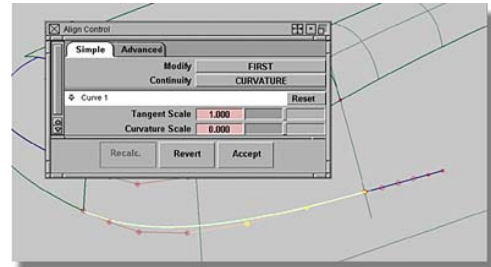 Align Control
Simple Advanced
Modify FIRST
Continuity CURVATURE
Curve 1 Reset
Tangent Scale 1.000
Curvature Scale 0.000
Recalc. Revert Accept